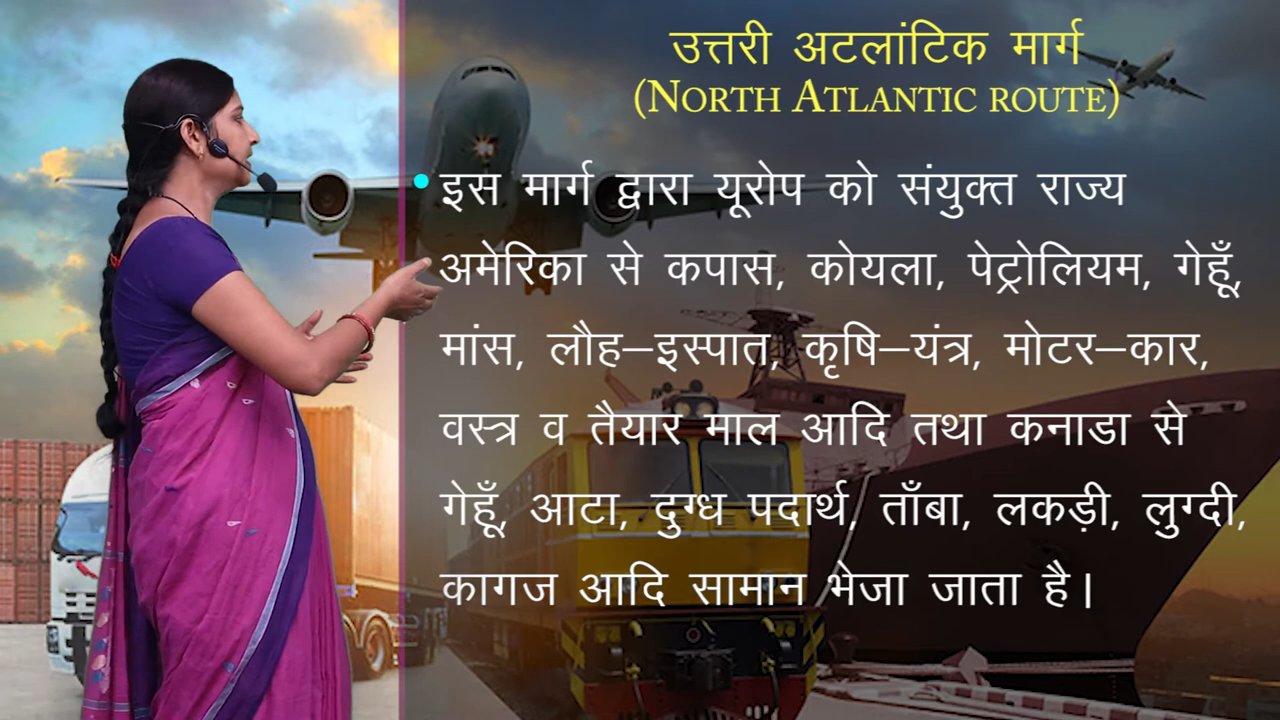 उत्तरी अटलांटिक मार्ग
(NORTH ATLANTIC ROUTE)
• इस मार्ग द्वारा यूरोप को संयुक्त राज्य
अमेरिका से कपास, कोयला, पेट्रोलियम, गेहूँ,
मांस, लौह–इस्पात, कृषि–यंत्र, मोटर–कार,
वस्त्र व तैयार माल आदि तथा कनाडा से
गेहूँ, आटा, दुग्ध पदार्थ, ताँबा, लकड़ी, लुग्दी,
कागज आदि सामान भेजा जाता है।